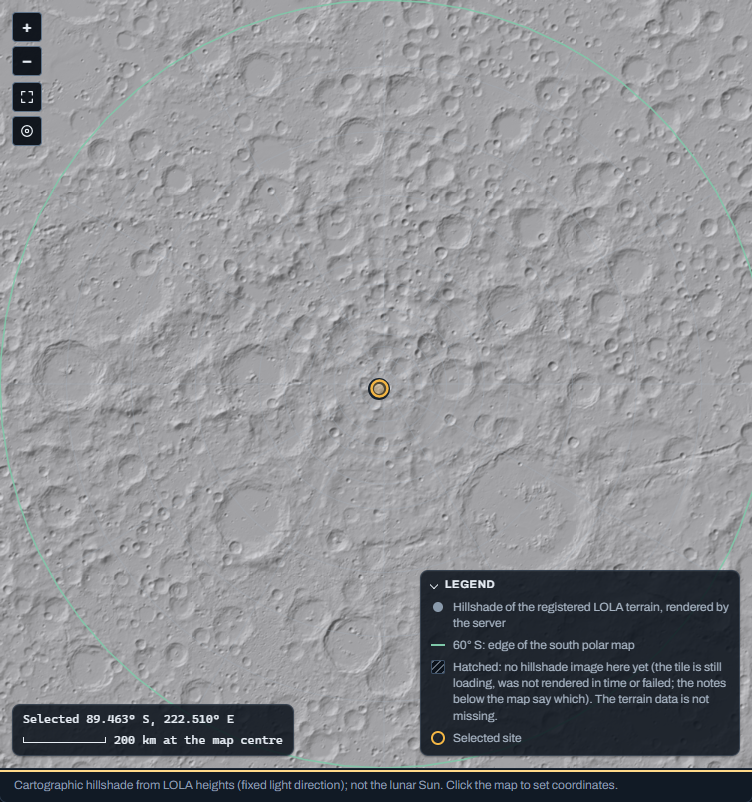 +
−
LEGEND
Hillshade of the registered LOLA terrain, rendered by
the server
60° S: edge of the south polar map
Hatched: no hillshade image here yet (the tile is still
loading, was not rendered in time or failed; the notes
below the map say which). The terrain data is not
missing.
Selected site
Selected 89.463° S, 222.510° E
200 km at the map centre
Cartographic hillshade from LOLA heights (fixed light direction); not the lunar Sun. Click the map to set coordinates.